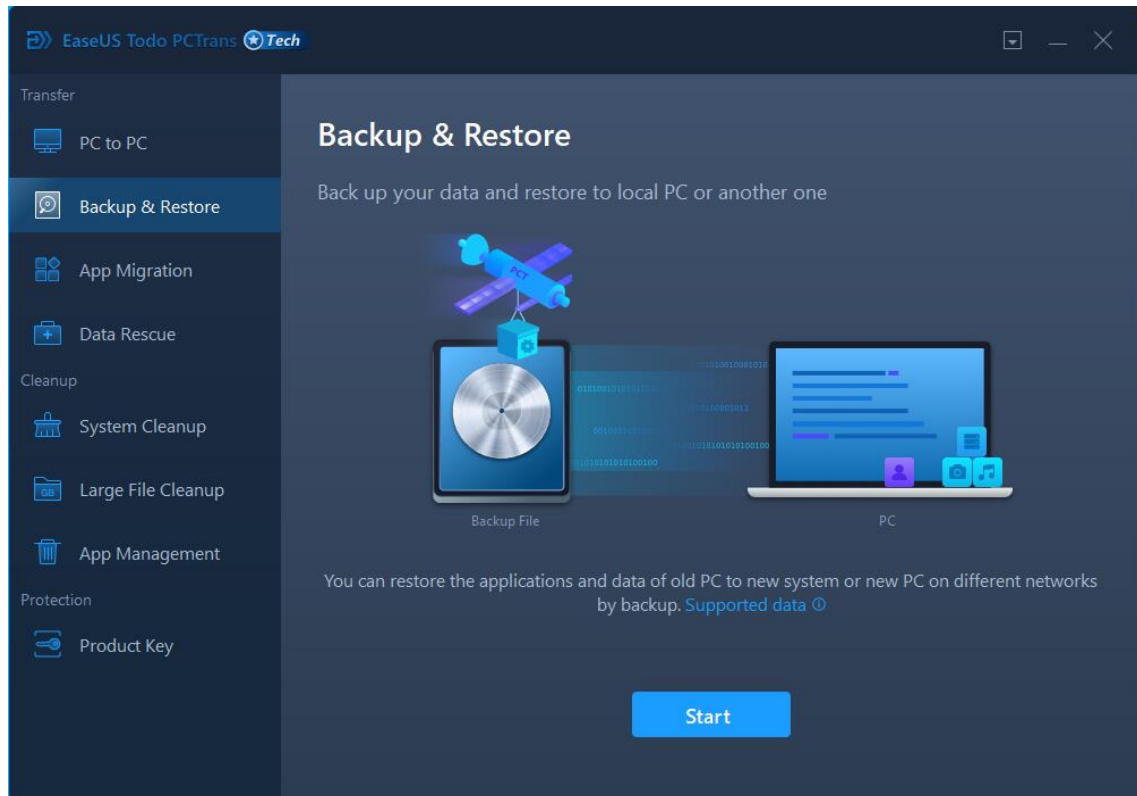 EaseUS Todo PCTrans Tech
Transfer
PC to PC
Backup & Restore
App Migration
Data Rescue
Cleanup
System Cleanup
GB
Large File Cleanup
App Management
Protection
Product Key
Backup & Restore
Back up your data and restore to local PC or another one
PCT
Backup File
PC
You can restore the applications and data of old PC to new system or new PC on different networks
by backup. Supported data
Start